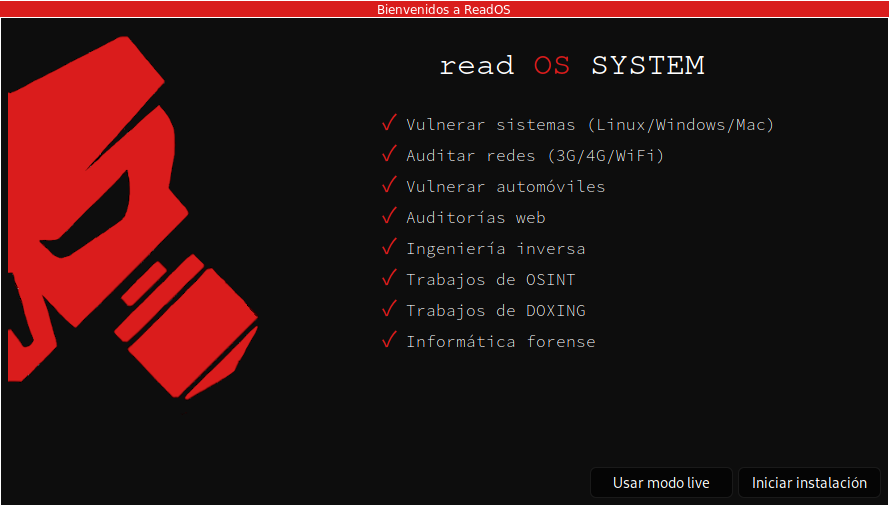 Bienvenidos a ReadOS
read OS SYSTEM
✓ Vulnerar sistemas (Linux/Windows/Mac)
✓ Auditar redes (3G/4G/WiFi)
✓ Vulnerar automóviles
✓ Auditorías web
✓ Ingeniería inversa
✓ Trabajos de OSINT
✓ Trabajos de DOXING
✓ Informática forense
Usar modo live
Iniciar instalación